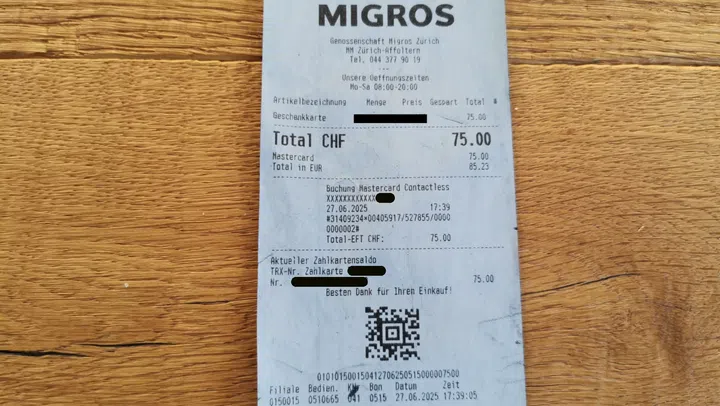 MIGROS
Genossenschaft Migros Zürich
MM Zürich-Affoltern
Tel. 044 377 90 19
---
Unsere Oeffnungszeiten
Mo-Sa 08:00-20:00
Artikelbezeichnung Menge Preis Gespart Total #
Geschenkkarte 75.00
Total CHF 75.00
Mastercard 75.00
Total in EUR 85.23
Buchung Mastercard Contactless
XXXXXXXXXXXX
27.06.2025 17:39
#31409234*00405917/527855/0000
0000002#
Total-EFT CHF: 75.00
Aktueller Zahlkartensaldo
TRX-Nr. Zahlkarte
Nr. 75.00
Besten Dank für Ihren Einkauf!
01010150015041270625051500007500
Filiale Bedien. Bon Datum Zeit
0150015 0510665 041 0515 27.06.2025 17:39:05